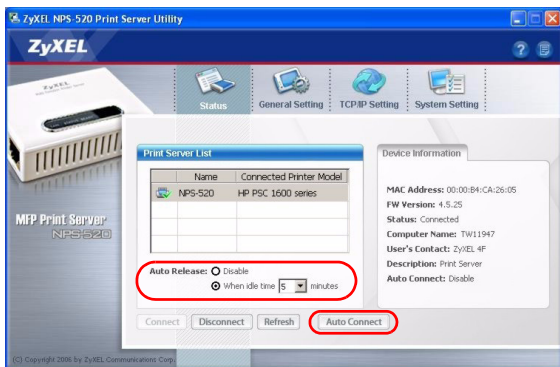 ZyXEL NPS-520 Print Server Utility
ZyXEL
Status
General Setting
TCP/IP Setting
System Setting
ZyXEL
MFP Print Server
NPS-520
Print Server List
Name Connected Printer Model
NPS-520 HP PSC 1600 series
Auto Release: Disable
When idle time 5 minutes
Connect Disconnect Refresh Auto Connect
Device Information
MAC Address: 00:00:B4:CA:26:05
FW Version: 4.5.25
Status: Connected
Computer Name: TW11947
User's Contact: ZyXEL 4F
Description: Print Server
Auto Connect: Disable
(C) Copyright 2006 by ZyXEL Communications Corp.